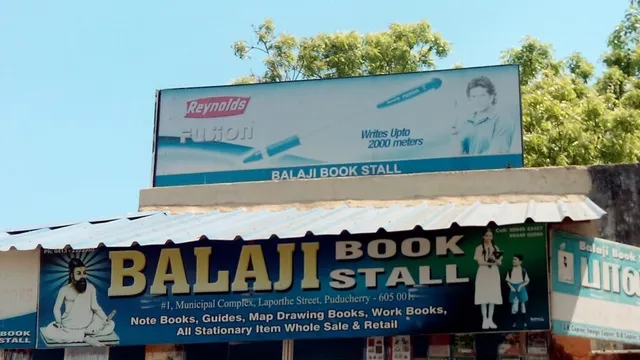 Reynolds
FUSION
Writes Upto
2000 meters
BALAJI BOOK STALL
BALAJI BOOK STALL
#1, Municipal Complex, Laporthe Street, Puducherry - 605 001.
Note Books, Guides, Map Drawing Books, Work Books,
All Stationary Item Whole Sale & Retail
BOOK STALL
Balaji Book